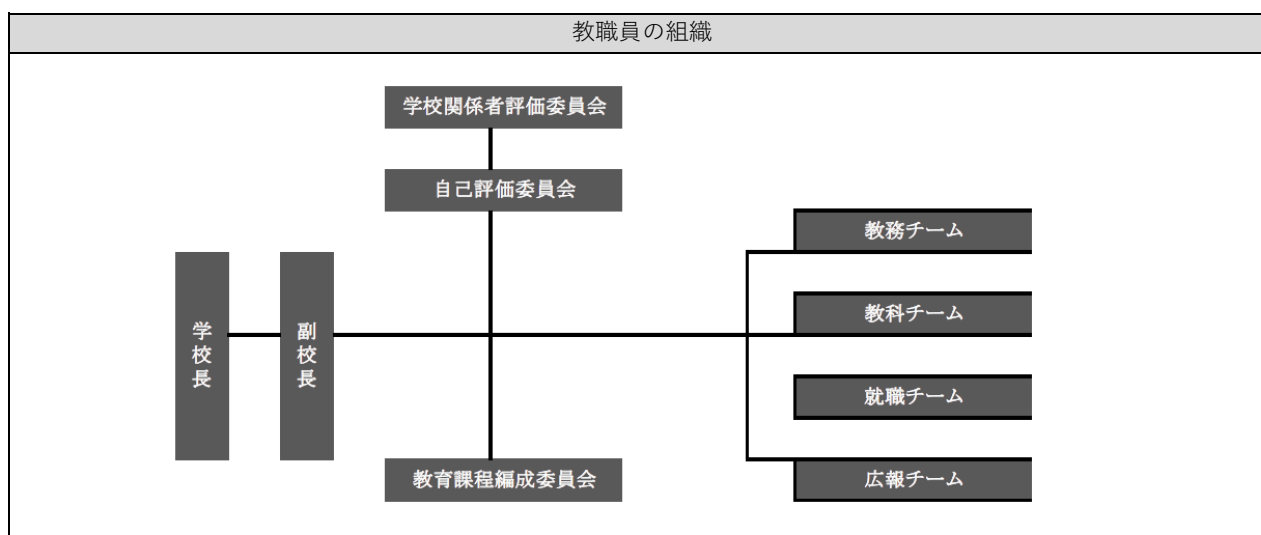 教職員の組織
学校関係者評価委員会
自己評価委員会
学校長
副校長
教育課程編成委員会
教務チーム
教科チーム
就職チーム
広報チーム